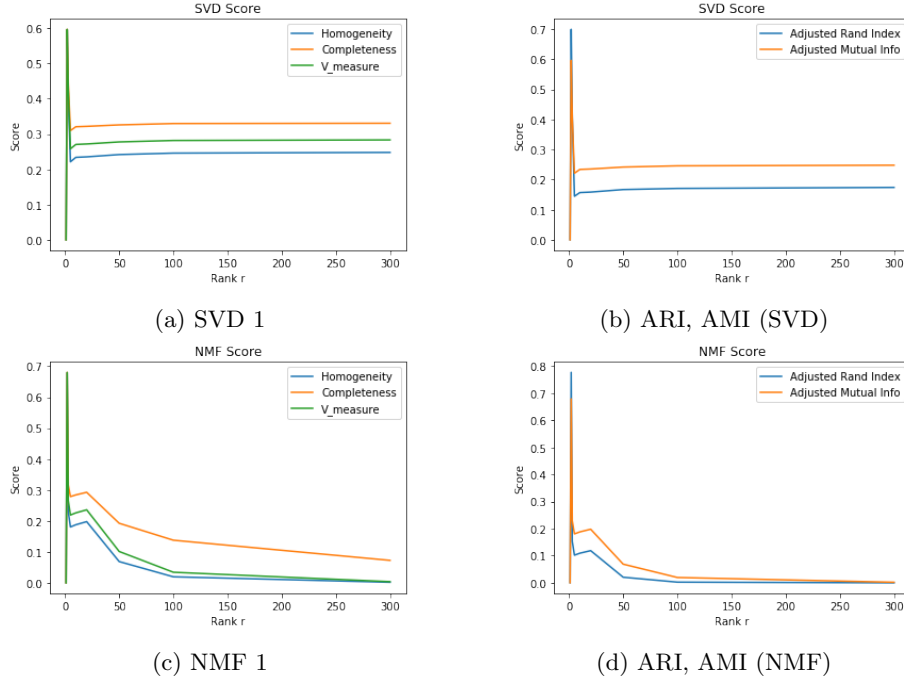 SVD Score
Score
0.6
0.5
0.4
0.3
0.2
0.1
0.0
Homogeneity
Completeness
V_measure
0 50 100 150 200 250 300
Rank r
(a) SVD 1
SVD Score
Score
0.7
0.6
0.5
0.4
0.3
0.2
0.1
0.0
Adjusted Rand Index
Adjusted Mutual Info
0 50 100 150 200 250 300
Rank r
(b) ARI, AMI (SVD)
NMF Score
Score
0.7
0.6
0.5
0.4
0.3
0.2
0.1
0.0
Homogeneity
Completeness
V_measure
0 50 100 150 200 250 300
Rank r
(c) NMF 1
NMF Score
Score
0.8
0.7
0.6
0.5
0.4
0.3
0.2
0.1
0.0
Adjusted Rand Index
Adjusted Mutual Info
0 50 100 150 200 250 300
Rank r
(d) ARI, AMI (NMF)